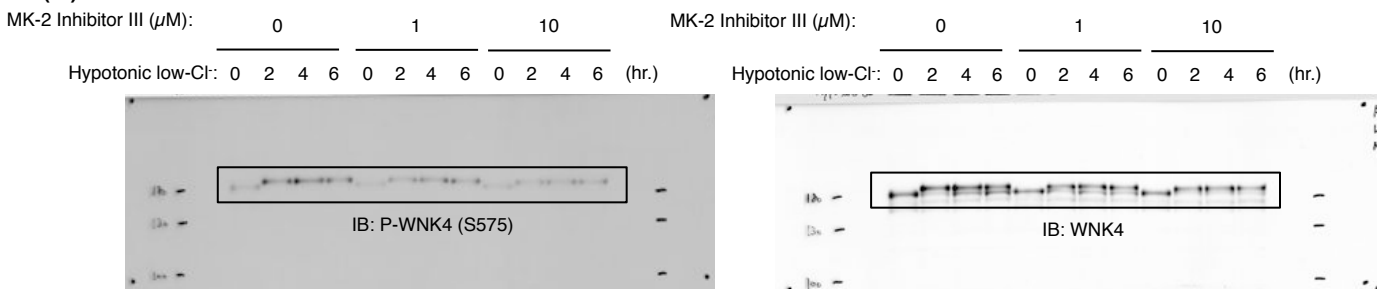 MK-2 Inhibitor III (μM): 0 1 10
Hypotonic low-Cl⁻: 0 2 4 6 0 2 4 6 0 2 4 6 (hr.)
IB: P-WNK4 (S575)
MK-2 Inhibitor III (μM): 0 1 10
Hypotonic low-Cl⁻: 0 2 4 6 0 2 4 6 0 2 4 6 (hr.)
IB: WNK4